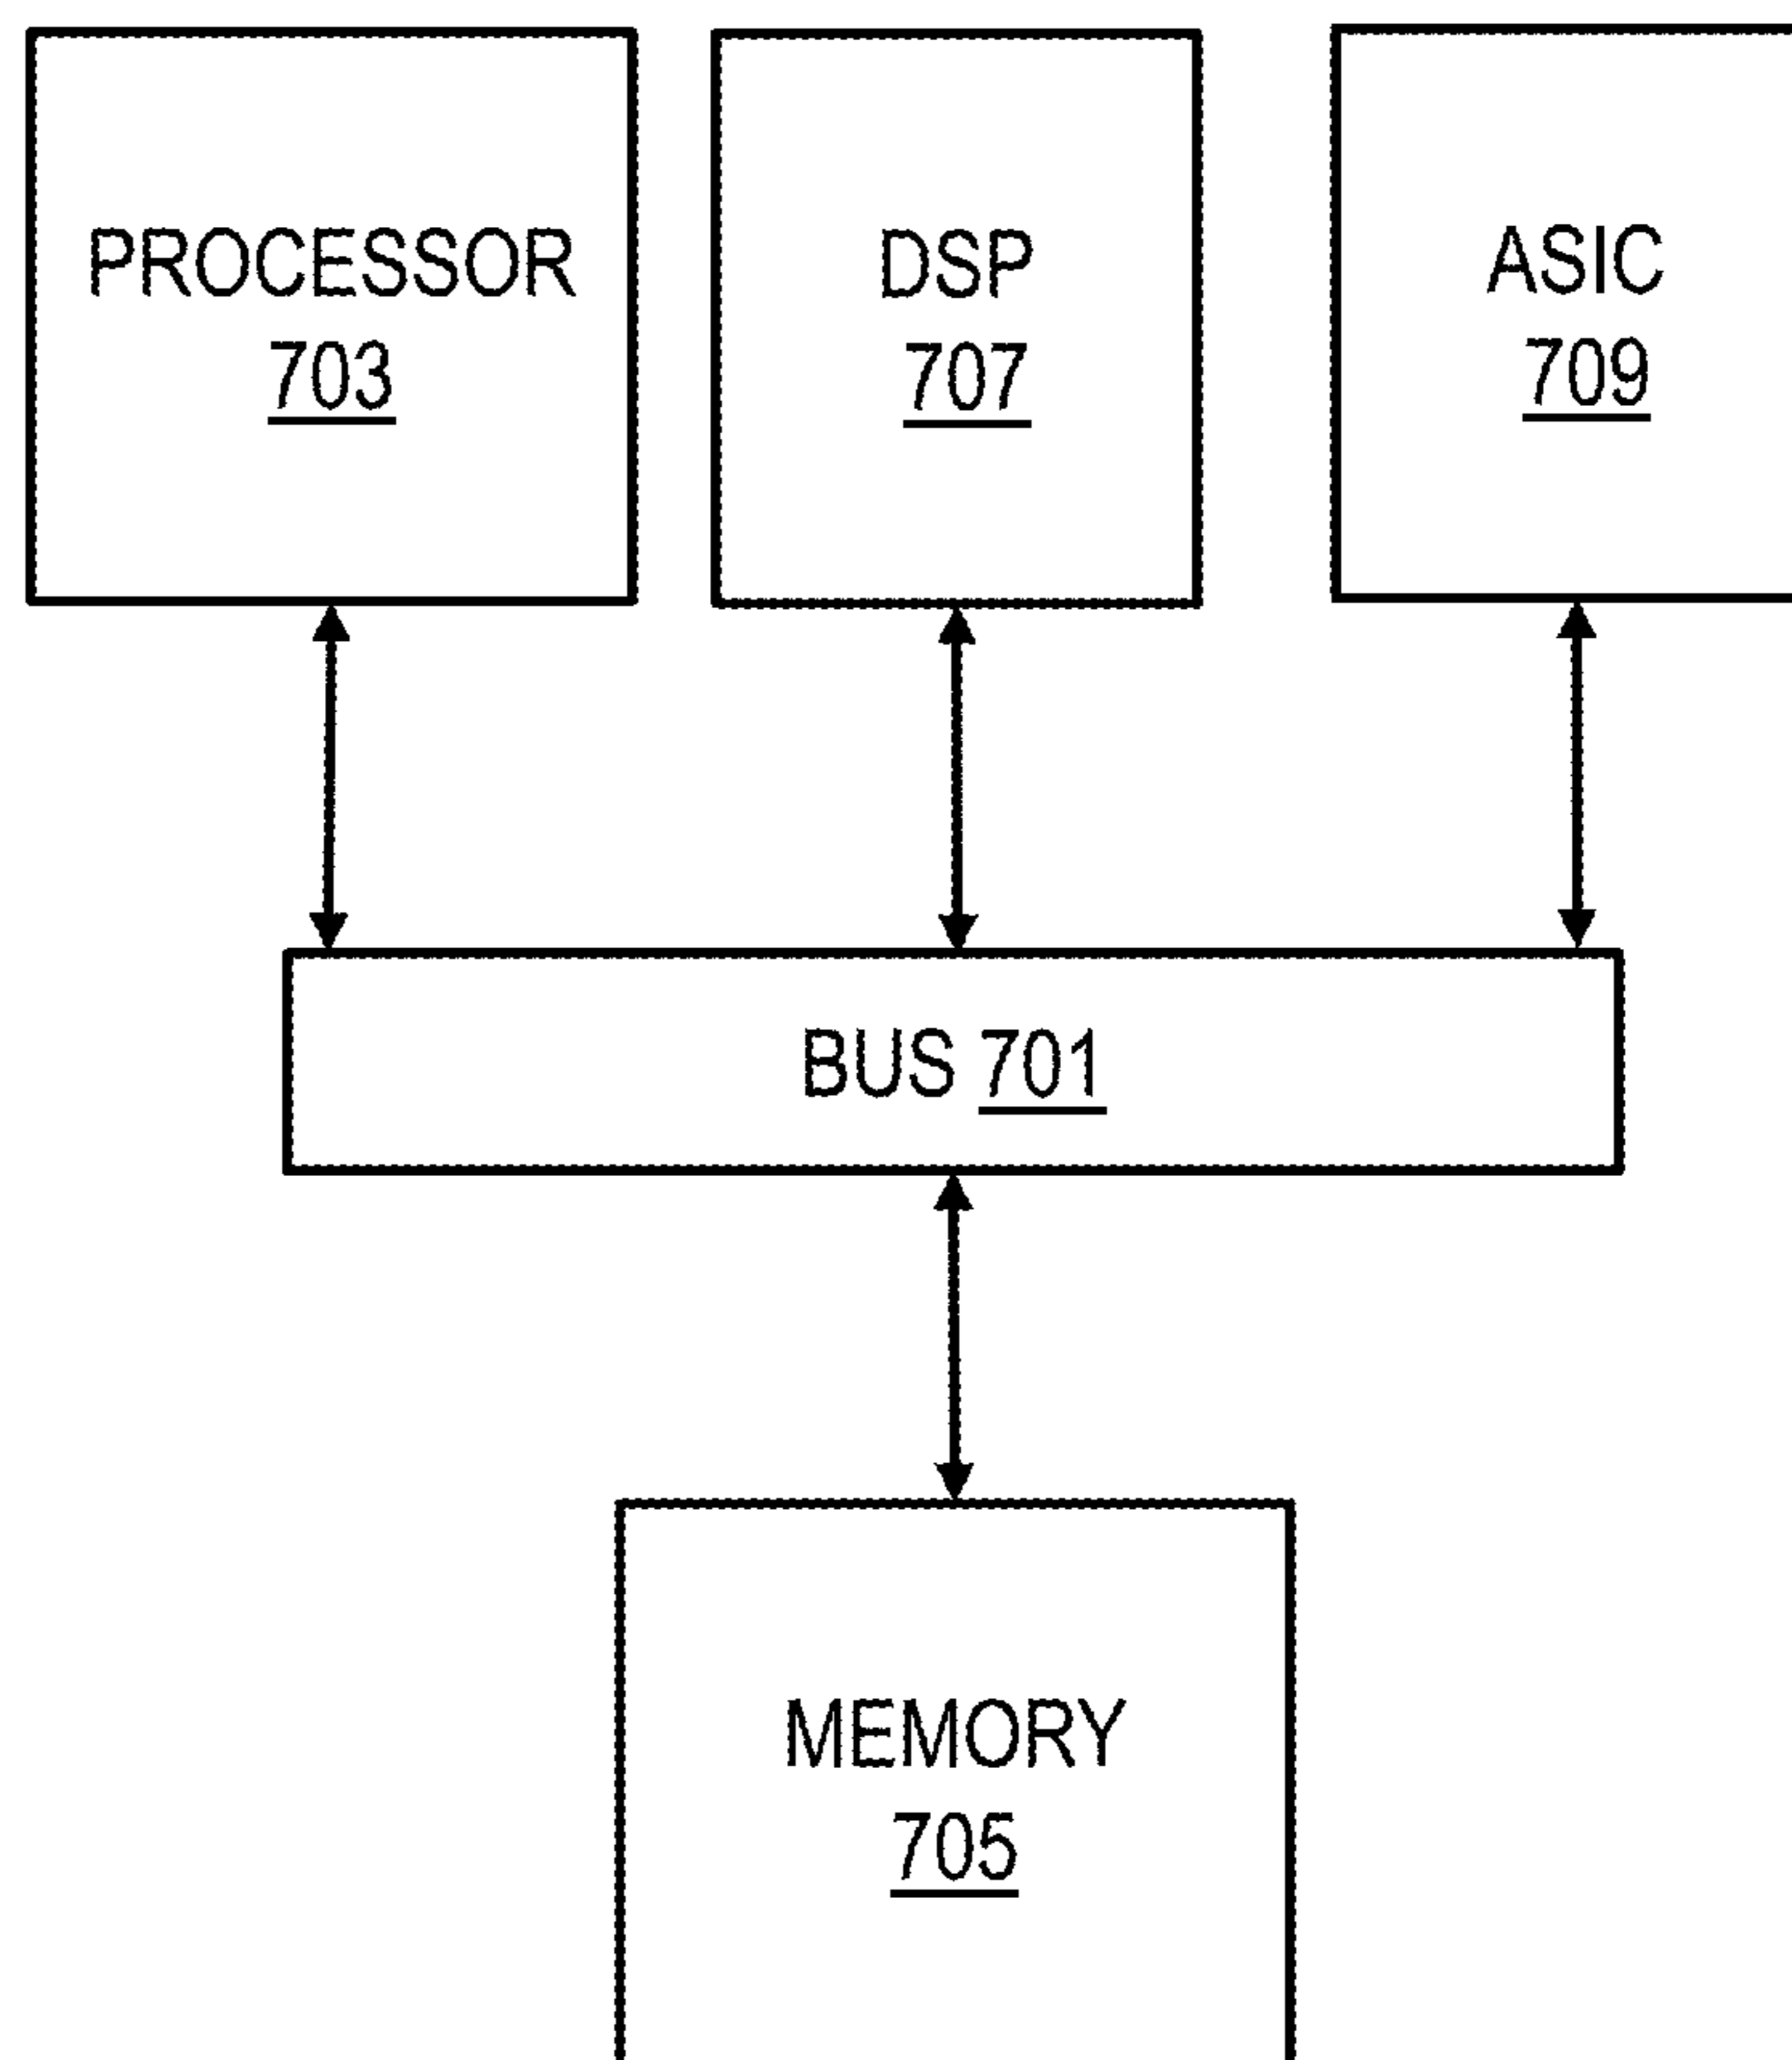 PROCESSOR
703
DSP
707
ASIC
709
BUS 701
MEMORY
705